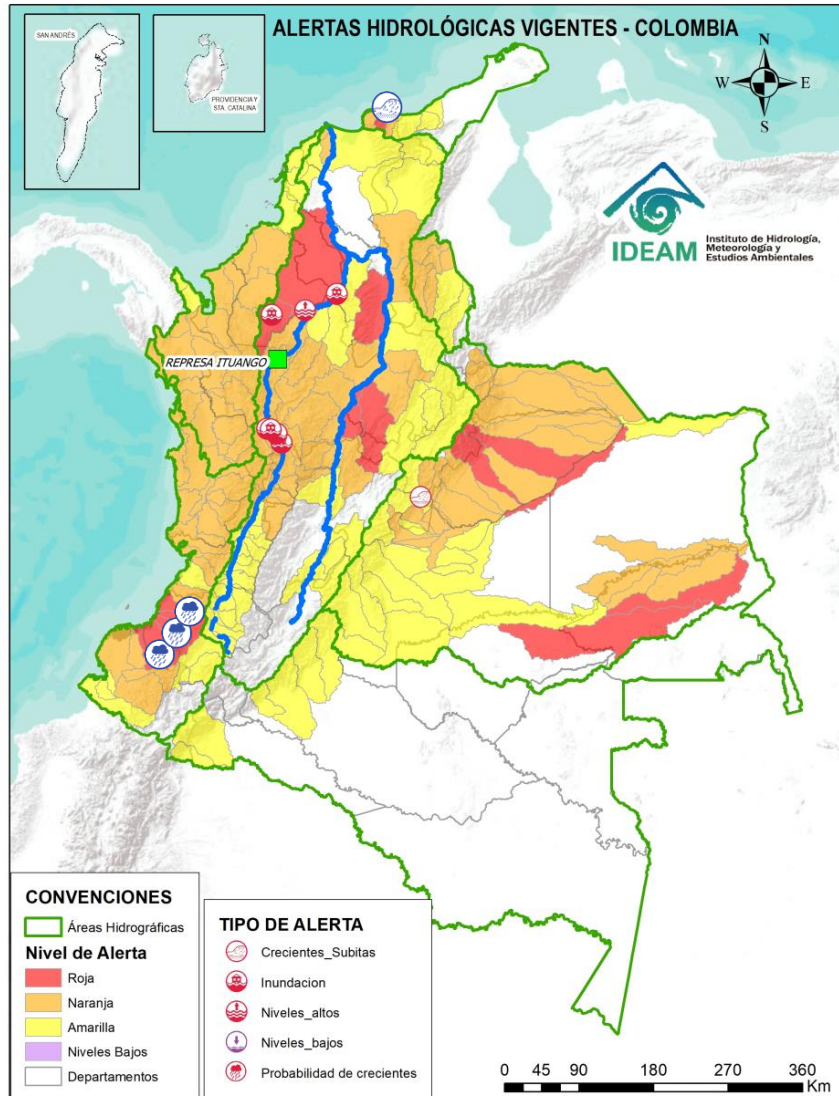 ALERTAS HIDROLÓGICAS VIGENTES - COLOMBIA
SAN ANDRÉS
PROVIDENCIA Y
STA. CATALINA
N
W
E
S
IDEAM
Instituto de Hidrología,
Meteorología y
Estudios Ambientales
REPRESA ITUANGO
CONVENCIONES
Áreas Hidrográficas
Nivel de Alerta
Roja
Naranja
Amarilla
Niveles Bajos
Departamentos
TIPO DE ALERTA
Crecientes_Subitas
Inundacion
Niveles_altos
Niveles_bajos
Probabilidad de crecientes
0 45 90 180 270 360
Km